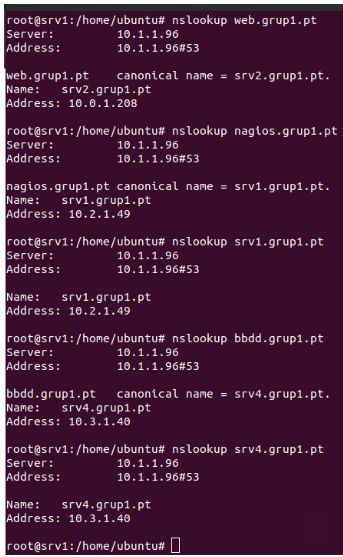 root@srv1:/home/ubuntu# nslookup web.grup1.pt
Server:         10.1.1.96
Address:        10.1.1.96#53

web.grup1.pt    canonical name = srv2.grup1.pt.
Name:   srv2.grup1.pt
Address: 10.0.1.208

root@srv1:/home/ubuntu# nslookup nagios.grup1.pt
Server:         10.1.1.96
Address:        10.1.1.96#53

nagios.grup1.pt canonical name = srv1.grup1.pt.
Name:   srv1.grup1.pt
Address: 10.2.1.49

root@srv1:/home/ubuntu# nslookup srv1.grup1.pt
Server:         10.1.1.96
Address:        10.1.1.96#53

Name:   srv1.grup1.pt
Address: 10.2.1.49

root@srv1:/home/ubuntu# nslookup bbdd.grup1.pt
Server:         10.1.1.96
Address:        10.1.1.96#53

bbdd.grup1.pt   canonical name = srv4.grup1.pt.
Name:   srv4.grup1.pt
Address: 10.3.1.40

root@srv1:/home/ubuntu# nslookup srv4.grup1.pt
Server:         10.1.1.96
Address:        10.1.1.96#53

Name:   srv4.grup1.pt
Address: 10.3.1.40

root@srv1:/home/ubuntu#